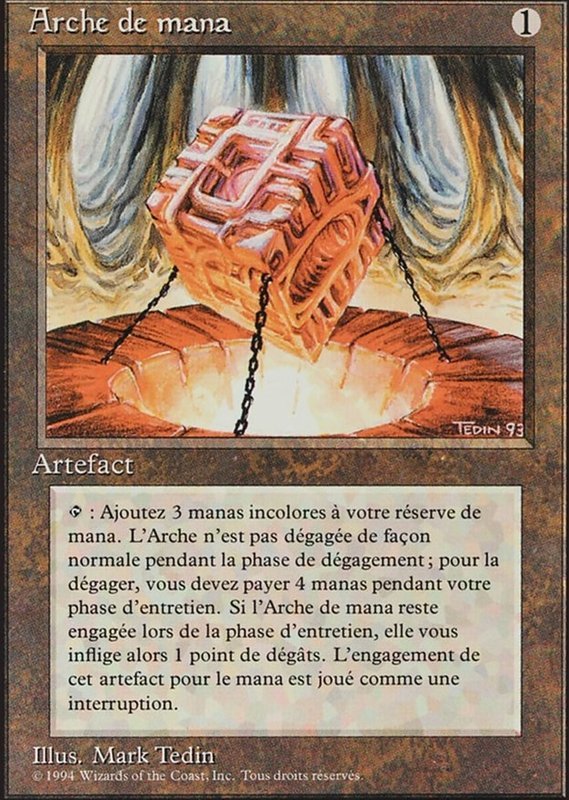 Arche de mana
1
TEDIN 93
Artefact
: Ajoutez 3 manas incolores à votre réserve de
mana. L'Arche n'est pas dégagée de façon
normale pendant la phase de dégagement ; pour la
dégager, vous devez payer 4 manas pendant votre
phase d'entretien. Si l'Arche de mana reste
engagée lors de la phase d'entretien, elle vous
inflige alors 1 point de dégâts. L'engagement de
cet artefact pour le mana est joué comme une
interruption.
Illus. Mark Tedin
© 1994 Wizards of the Coast, Inc. Tous droits réservés.